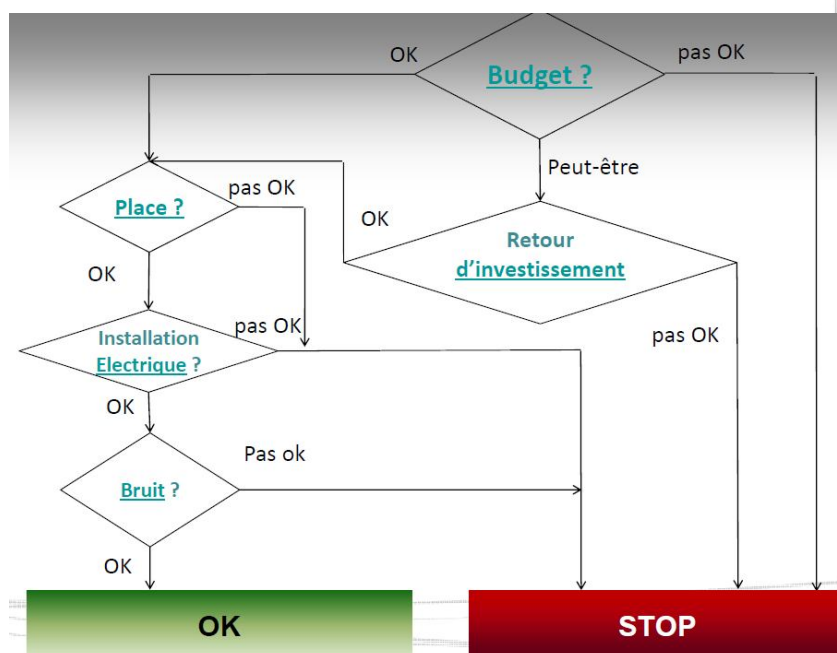 OK
pas OK
Budget ?
Peut-être
pas OK
Place ?
OK
Retour
d'investissement
OK
pas OK
Installation
Electrique ?
pas OK
OK
Pas ok
Bruit ?
OK
OK
STOP